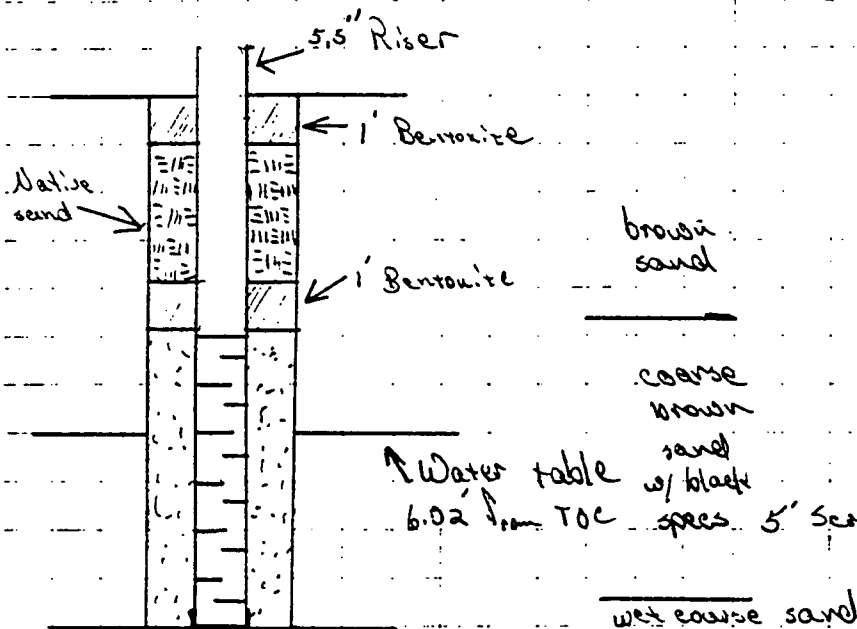 5.5" Riser
1' Bentonite
Native
sand
brown
sand
1' Bentonite
coarse
brown
sand
w/ black
specs
Water table
6.02' from TOC
5'
wet coarse sand